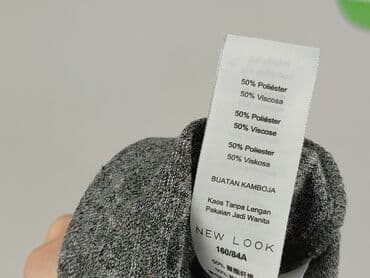 50% Poliéster
50% Viscosa
50% Poliéster
50% Viscose
50% Poliester
50% Viskosa
BUATAN KAMBOJA
Kaos Tanpa Lengan
Pakaian Jadi Wanita
NEW LOOK
160/84A